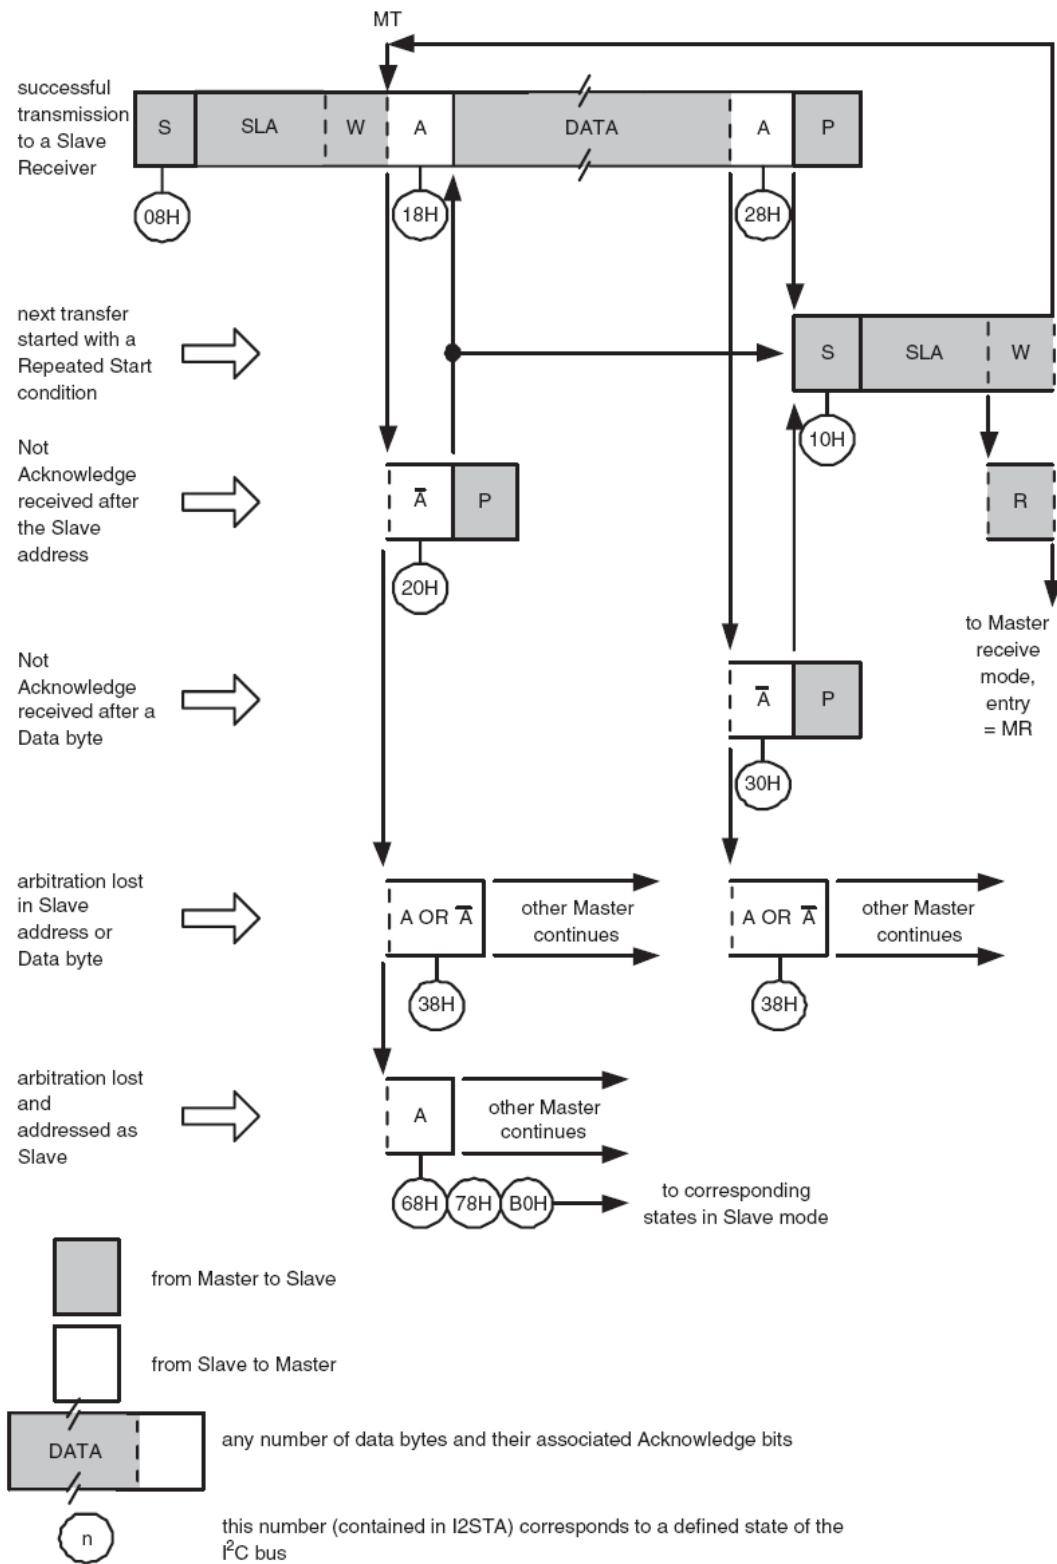 MT
successful
transmission
to a Slave
Receiver
S SLA W A DATA A P
08H 18H 28H
next transfer
started with a
Repeated Start
condition
S SLA W
10H
Not
Acknowledge
received after
the Slave
address
A̅ P
R
20H
to Master
receive
mode,
entry
= MR
Not
Acknowledge
received after a
Data byte
A̅ P
30H
arbitration lost
in Slave
address or
Data byte
A OR A̅
other Master
continues
A OR A̅
other Master
continues
38H 38H
arbitration lost
and
addressed as
Slave
A
other Master
continues
68H 78H B0H
to corresponding
states in Slave mode
from Master to Slave
from Slave to Master
DATA
any number of data bytes and their associated Acknowledge bits
n
this number (contained in I2STA) corresponds to a defined state of the
I²C bus